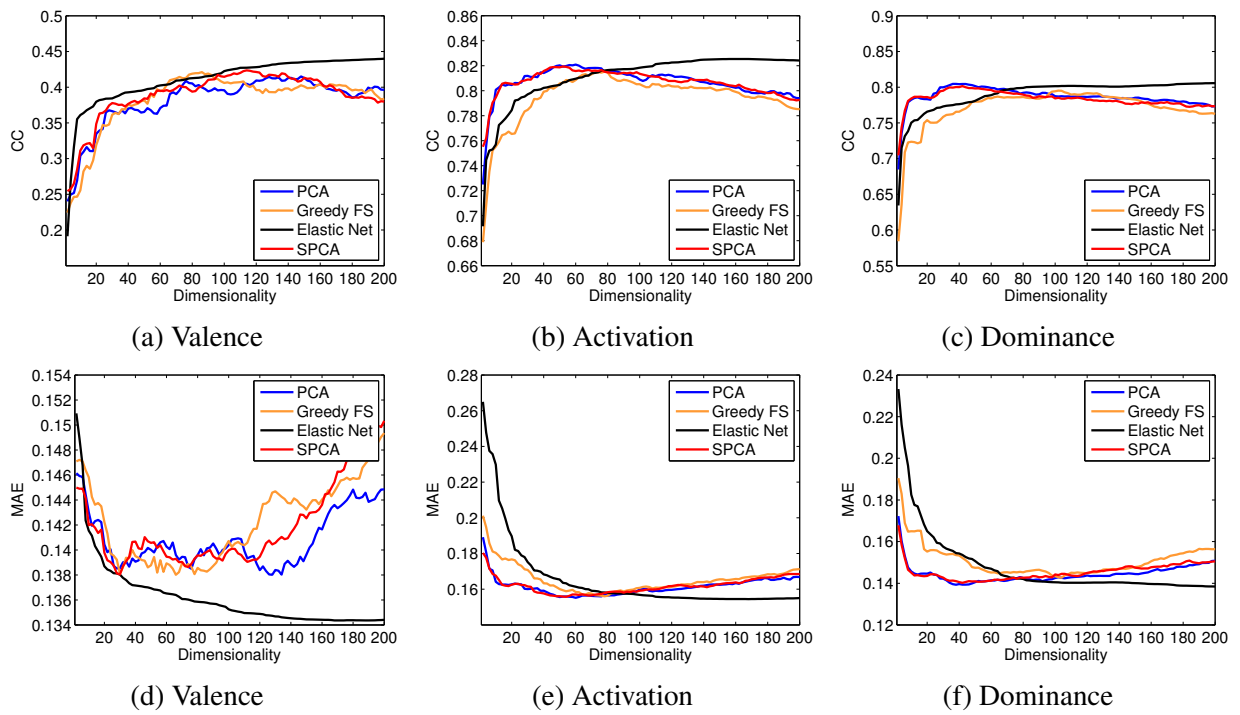 0.5
0.45
0.4
0.35
0.3
0.25
0.2
CC
20 40 60 80 100 120 140 160 180 200
Dimensionality
PCA
Greedy FS
Elastic Net
SPCA
(a) Valence
0.86
0.84
0.82
0.8
0.78
0.76
0.74
0.72
0.7
0.68
0.66
CC
20 40 60 80 100 120 140 160 180 200
Dimensionality
PCA
Greedy FS
Elastic Net
SPCA
(b) Activation
0.9
0.85
0.8
0.75
0.7
0.65
0.6
0.55
CC
20 40 60 80 100 120 140 160 180 200
Dimensionality
PCA
Greedy FS
Elastic Net
SPCA
(c) Dominance
0.154
0.152
0.15
0.148
0.146
0.144
0.142
0.14
0.138
0.136
0.134
MAE
20 40 60 80 100 120 140 160 180 200
Dimensionality
PCA
Greedy FS
Elastic Net
SPCA
(d) Valence
0.28
0.26
0.24
0.22
0.2
0.18
0.16
MAE
20 40 60 80 100 120 140 160 180 200
Dimensionality
PCA
Greedy FS
Elastic Net
SPCA
(e) Activation
0.24
0.22
0.2
0.18
0.16
0.14
0.12
MAE
20 40 60 80 100 120 140 160 180 200
Dimensionality
PCA
Greedy FS
Elastic Net
SPCA
(f) Dominance